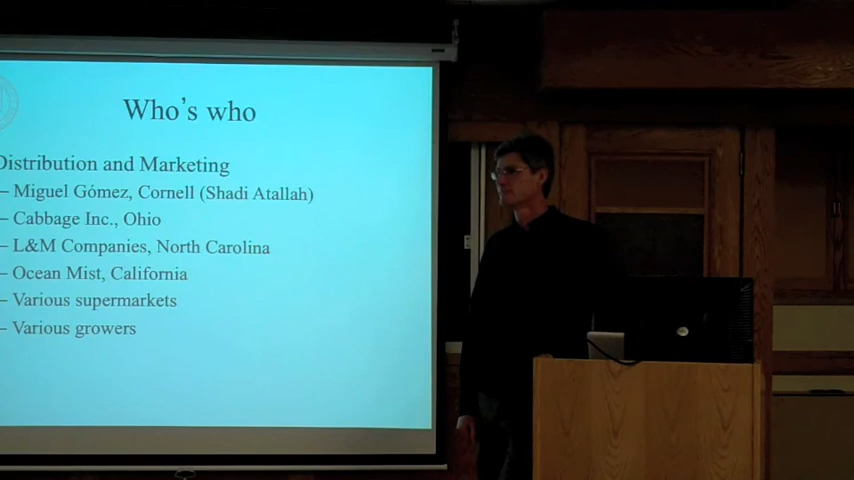 Who's who
Distribution and Marketing
– Miguel Gómez, Cornell (Shadi Atallah)
– Cabbage Inc., Ohio
– L&M Companies, North Carolina
– Ocean Mist, California
– Various supermarkets
– Various growers